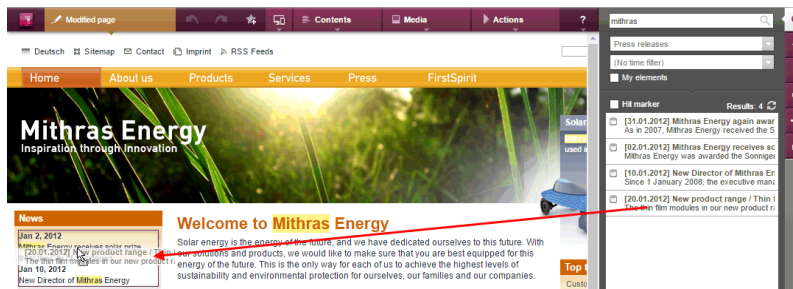 Modified page
Contents
Media
Actions
?
Deutsch Sitemap Contact Imprint RSS Feeds
Home About us Products Services Press FirstSpirit
Mithras Energy
Inspiration through Innovation
Solar
used i
News
Jan 2, 2012
Mithras Energy receives solar prize
[20.01.2012] New product range / Thin
The thin film modules in our new product r
Jan 10, 2012
New Director of Mithras Energy
Welcome to Mithras Energy
Solar energy is the energy of the future, and we have dedicated ourselves to this future. With
our solutions and products, we would like to make sure that you are best equipped for this
energy of the future. This is the only way for each of us to achieve the highest levels of
sustainability and environmental protection for ourselves, our families and our companies.
Top t
Custo
mithras
Press releases
(No time filter)
My elements
Hit marker Results: 4
[31.01.2012] Mithras Energy again awar
As in 2007, Mithras Energy received the S
[02.01.2012] Mithras Energy receives sc
Mithras Energy was awarded the Sonnige
[10.01.2012] New Director of Mithras En
Since 1 January 2008, the executive mana
[20.01.2012] New product range / Thin f
The thin film modules in our new product ra